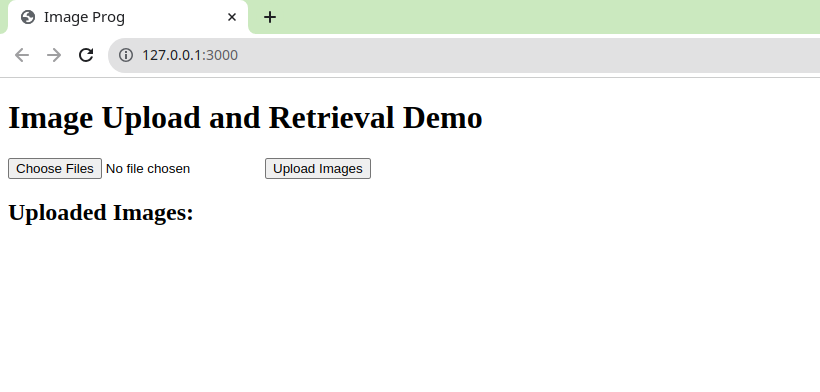 Image Prog
127.0.0.1:3000
Image Upload and Retrieval Demo
Choose Files No file chosen Upload Images
Uploaded Images: